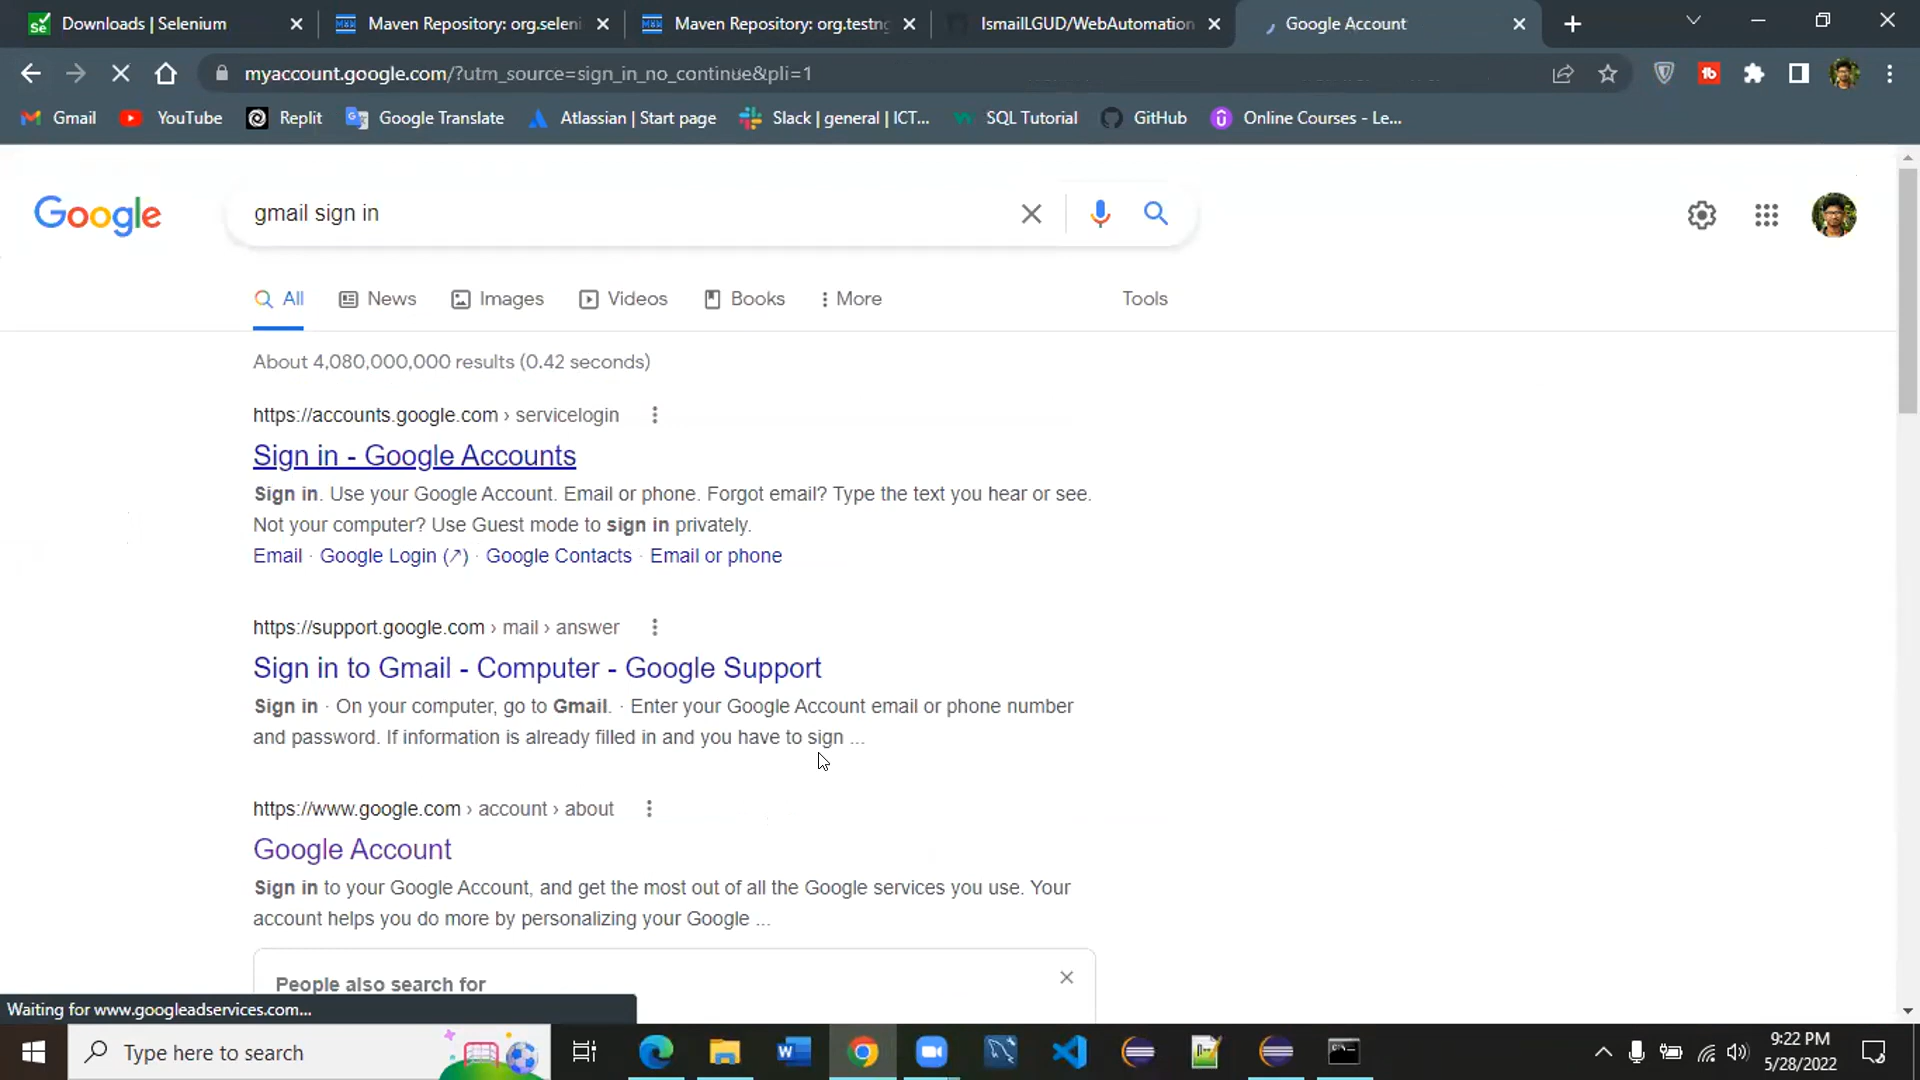 Downloads | Selenium
Maven Repository: org.seleni
Maven Repository: org.testng
IsmailLGUD/WebAutomation
Google Account
myaccount.google.com/?utm_source=sign_in_no_continue&pli=1
Gmail
YouTube
Replit
Google Translate
Atlassian | Start page
Slack | general | ICT...
SQL Tutorial
GitHub
Online Courses - Le...
Google
gmail sign in
All
News
Images
Videos
Books
More
Tools
About 4,080,000,000 results (0.42 seconds)
https://accounts.google.com › servicelogin
Sign in - Google Accounts
Sign in. Use your Google Account. Email or phone. Forgot email? Type the text you hear or see.
Not your computer? Use Guest mode to sign in privately.
Email · Google Login (↗) · Google Contacts · Email or phone
https://support.google.com › mail › answer
Sign in to Gmail - Computer - Google Support
Sign in · On your computer, go to Gmail. · Enter your Google Account email or phone number
and password. If information is already filled in and you have to sign ...
https://www.google.com › account › about
Google Account
Sign in to your Google Account, and get the most out of all the Google services you use. Your
account helps you do more by personalizing your Google ...
People also search for
Waiting for www.googleadservices.com...
Type here to search
9:22 PM
5/28/2022